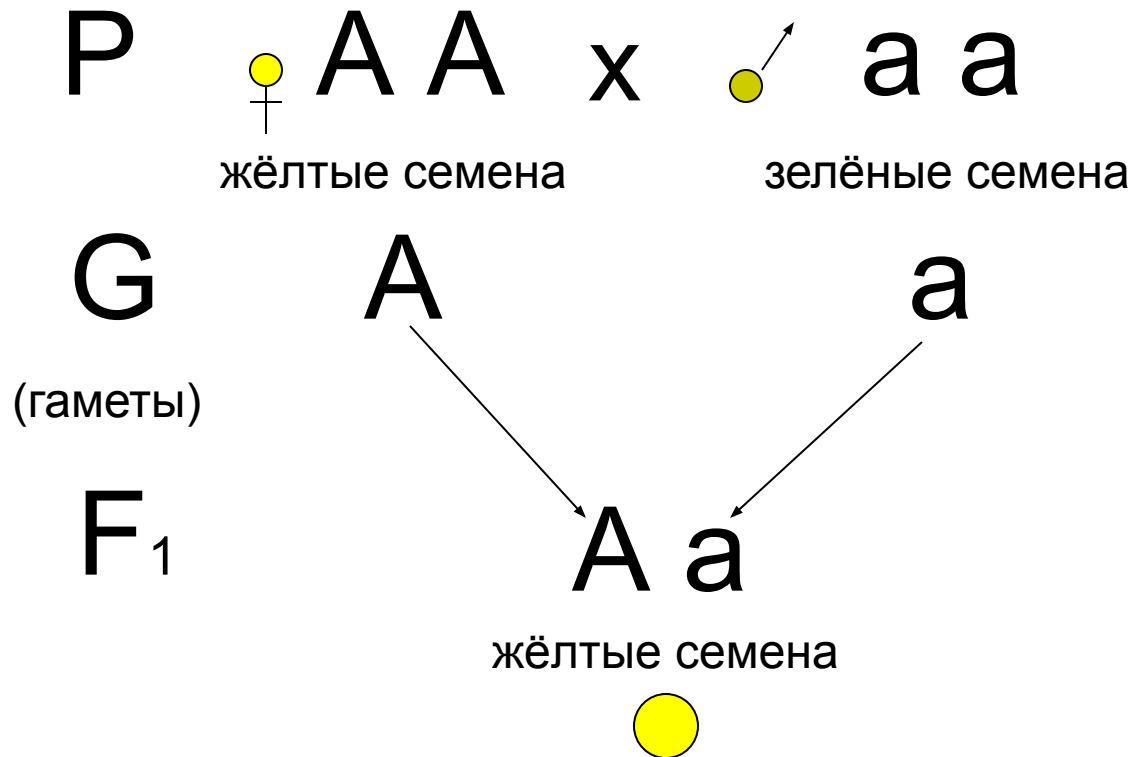 P A A x a a
жёлтые семена зелёные семена
G A a
(гаметы)
F1
A a
жёлтые семена